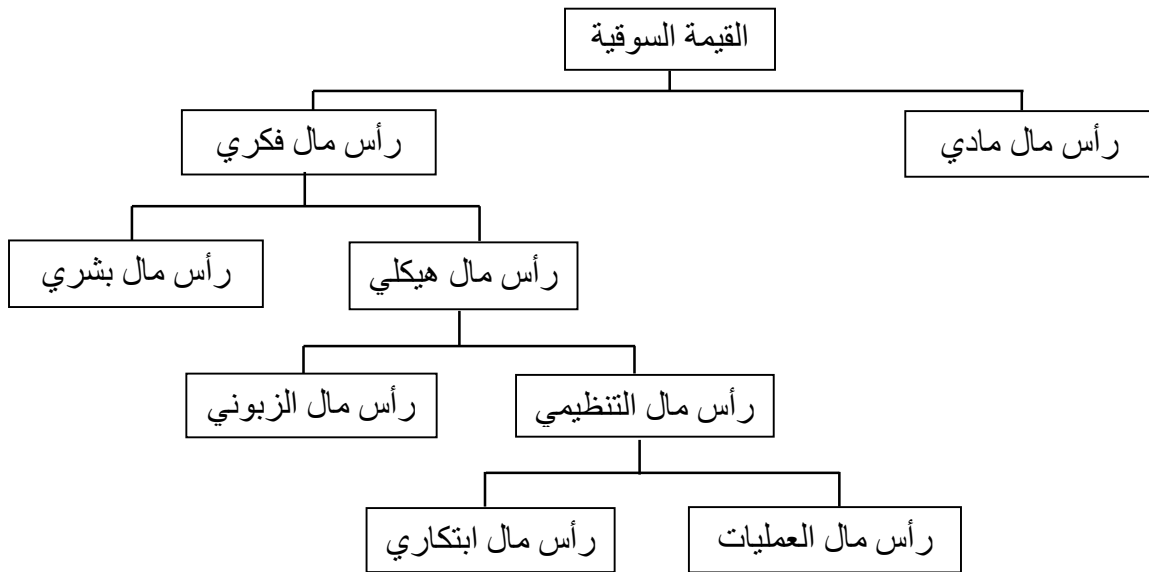 القيمة السوقية
رأس مال مادي
رأس مال فكري
رأس مال هيكلي
رأس مال بشري
رأس مال التنظيمي
رأس مال الزبوني
رأس مال العمليات
رأس مال ابتكاري